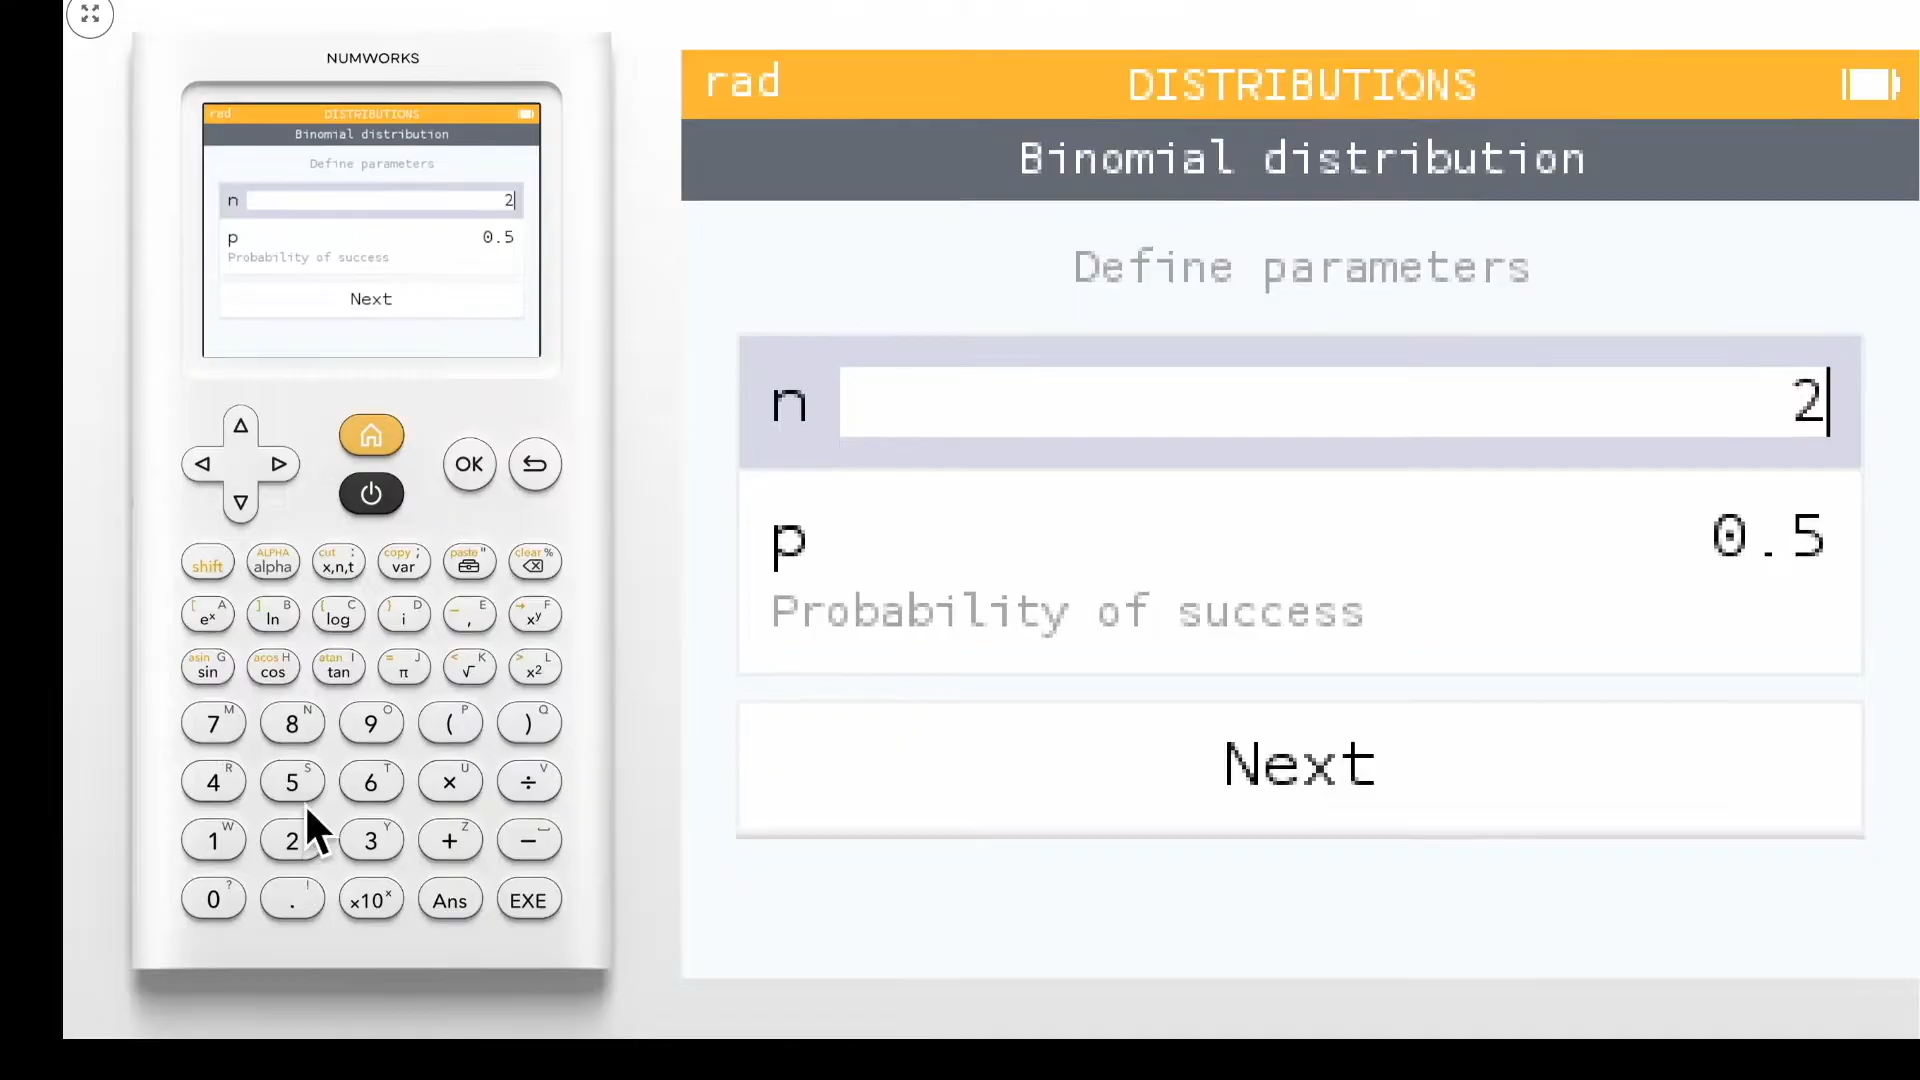 NUMWORKS
rad DISTRIBUTIONS
Binomial distribution
Define parameters
n 2
p 0.5
Probability of success
Next
OK
shift ALPHA alpha cut : x,n,t copy ; var paste " clear %
[ A eˣ ] B ln { C log } D i _ E , → F xʸ
asin G sin acos H cos atan I tan = J π < K √ > L x²
7 M 8 N 9 O ( P ) Q
4 R 5 S 6 T × U ÷ V
1 W 2 3 Y + Z −
0 ? . ! ×10ˣ Ans EXE
rad DISTRIBUTIONS
Binomial distribution
Define parameters
n 2
p 0.5
Probability of success
Next